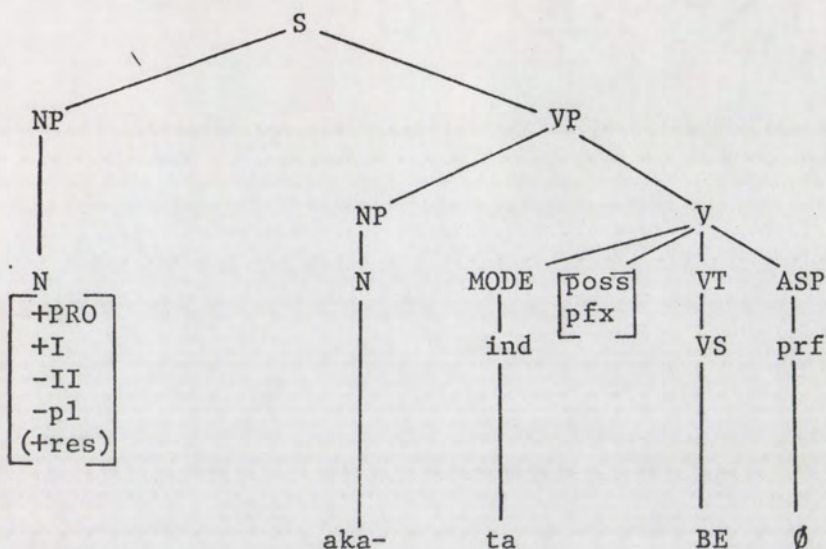 S
NP VP
NP V
N N MODE [poss pfx] VT ASP
+PRO
+I ind VS prf
-II
-pl
(+res)
aka- ta BE Ø